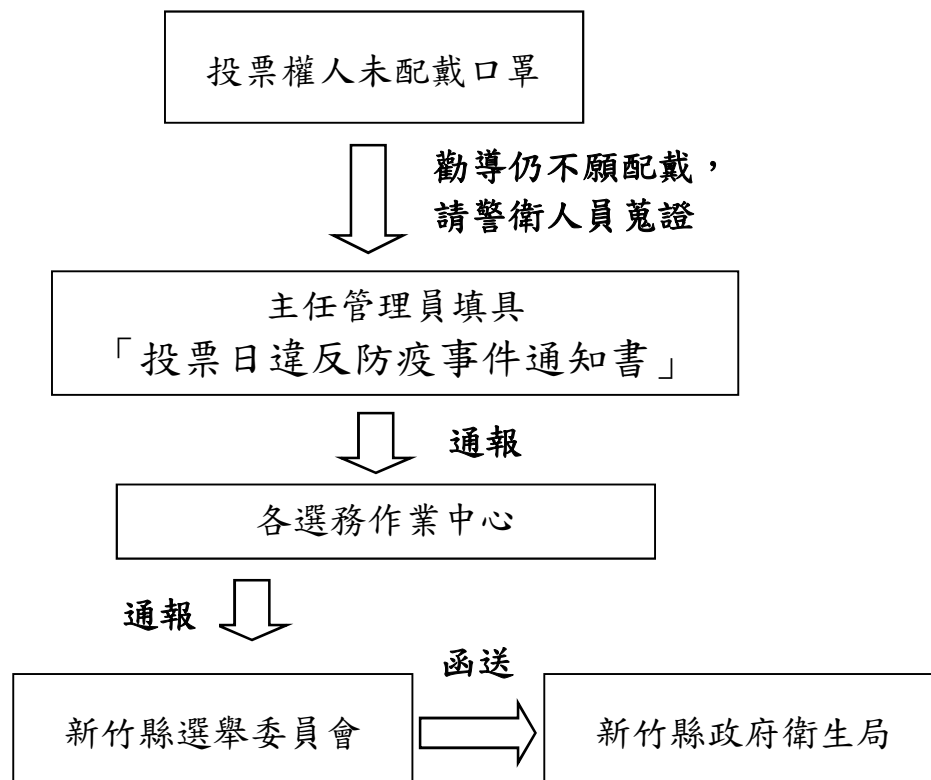 投票權人未配戴口罩
勸導仍不願配戴，
請警衛人員蒐證
主任管理員填具
「投票日違反防疫事件通知書」
通報
各選務作業中心
通報
函送
新竹縣選舉委員會
新竹縣政府衛生局